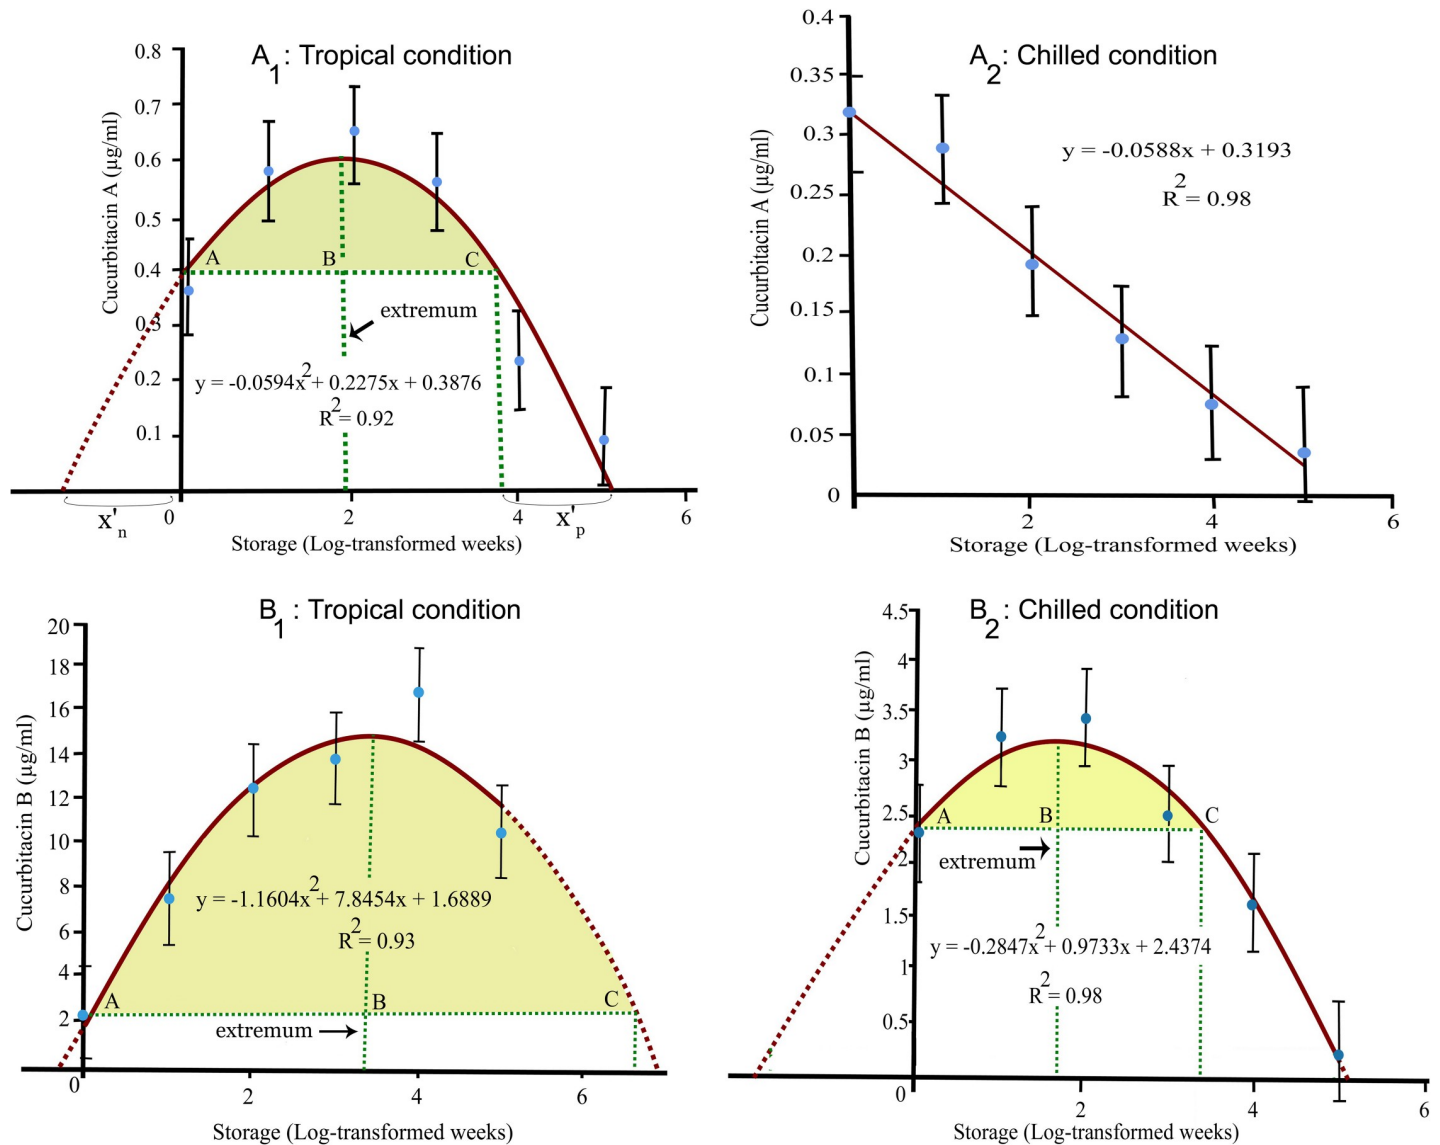 A1: Tropical condition
Cucurbitacin A (µg/ml)
0.8
0.7
0.6
0.5
0.4
0.3
0.2
0.1
A
B
C
extremum
y = -0.0594x2+ 0.2275x + 0.3876
R2= 0.92
x'n
0
2
4
x'p
6
Storage (Log-transformed weeks)
A2: Chilled condition
Cucurbitacin A (µg/ml)
0.4
0.35
0.3
0.25
0.2
0.15
0.1
0.05
0
y = -0.0588x + 0.3193
R2 = 0.98
2
4
6
Storage (Log-transformed weeks)
B1 : Tropical condition
Cucurbitacin B (µg/ml)
20
18
16
14
12
10
8
6
4
2
y = -1.1604x2+ 7.8454x + 1.6889
R2= 0.93
A
B
C
extremum
0
2
4
6
Storage (Log-transformed weeks)
B2 : Chilled condition
Cucurbitacin B (µg/ml)
4.5
4
3.5
3
2.5
2
1.5
1
0.5
A
B
C
extremum
y = -0.2847x2+ 0.9733x + 2.4374
R2= 0.98
0
2
4
6
Storage (Log-transformed weeks)